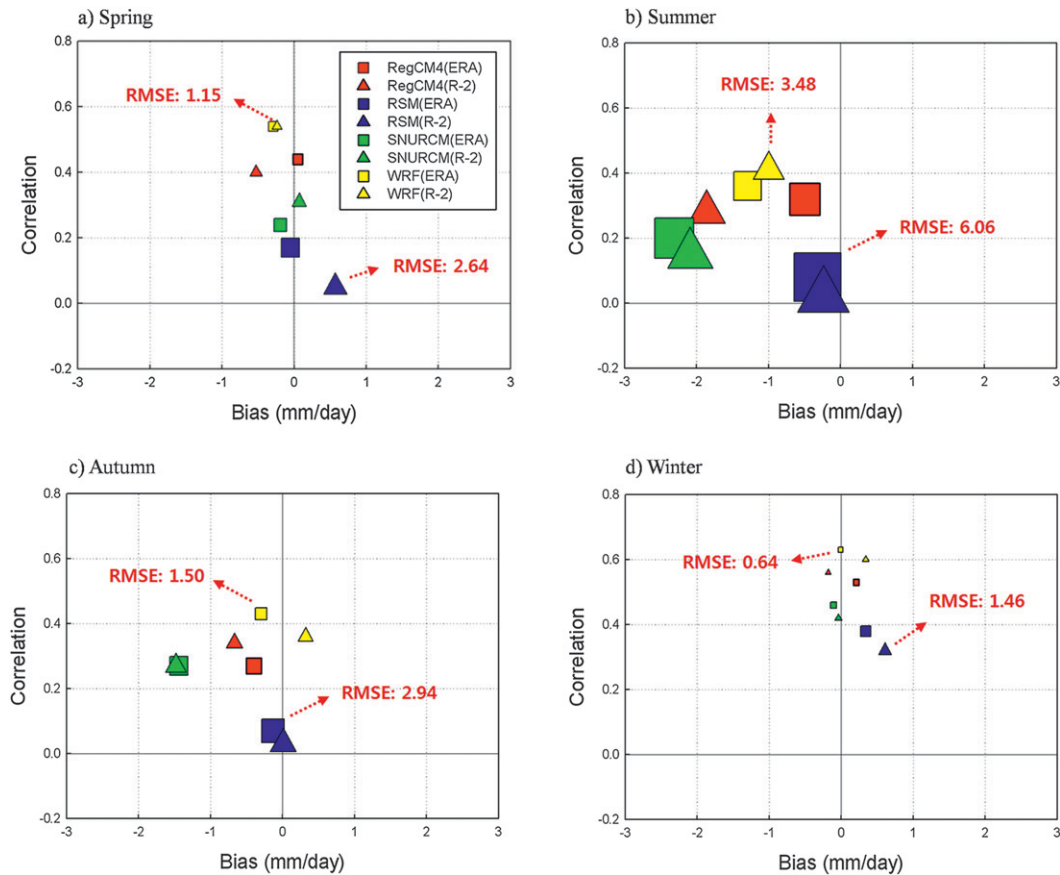 a) Spring
0.8
0.6
0.4
0.2
0.0
-0.2
Correlation
-3
-2
-1
0
1
2
3
Bias (mm/day)
RMSE: 1.15
RMSE: 2.64
RegCM4(ERA)
RegCM4(R-2)
RSM(ERA)
RSM(R-2)
SNURCM(ERA)
SNURCM(R-2)
WRF(ERA)
WRF(R-2)
b) Summer
0.8
0.6
0.4
0.2
0.0
-0.2
Correlation
-3
-2
-1
0
1
2
3
Bias (mm/day)
RMSE: 3.48
RMSE: 6.06
c) Autumn
0.8
0.6
0.4
0.2
0.0
-0.2
Correlation
-3
-2
-1
0
1
2
3
Bias (mm/day)
RMSE: 1.50
RMSE: 2.94
d) Winter
0.8
0.6
0.4
0.2
0.0
-0.2
Correlation
-3
-2
-1
0
1
2
3
Bias (mm/day)
RMSE: 0.64
RMSE: 1.46